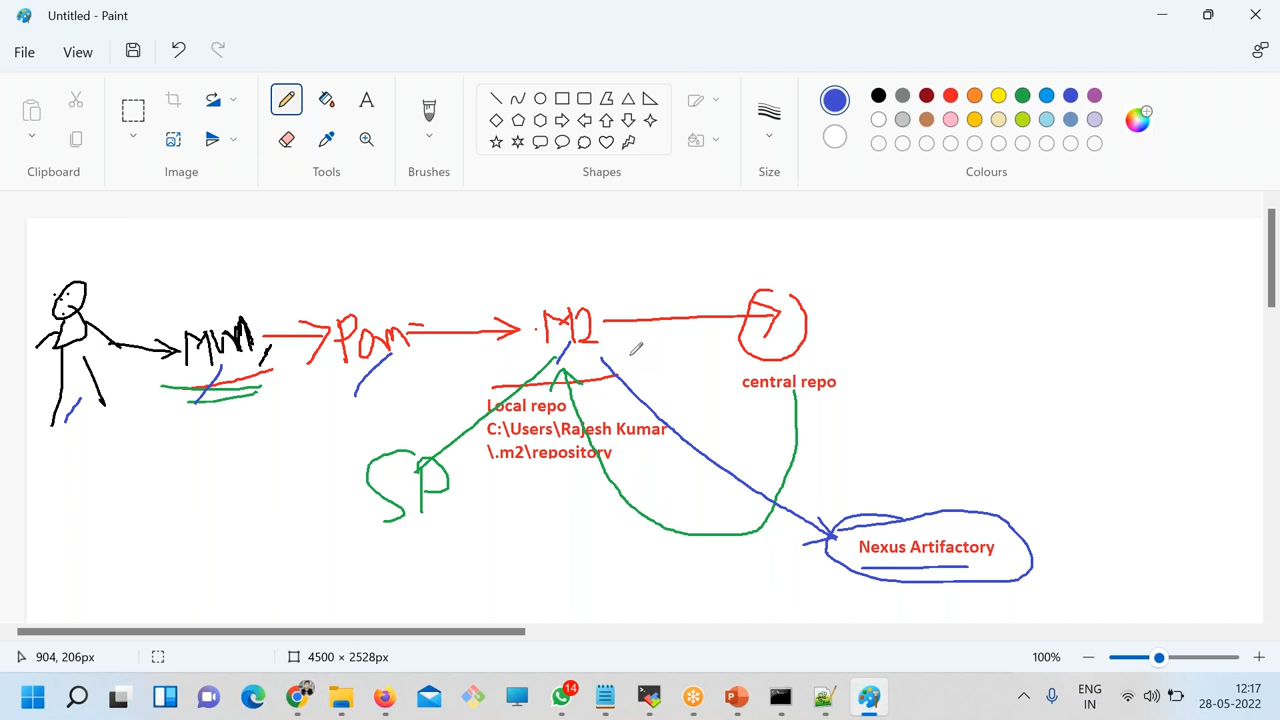 Untitled - Paint
File View
Clipboard
Image
Tools
Brushes
Shapes
Size
Colours
MVN
Pom
.M2
central repo
Local repo
C:\Users\Rajesh Kumar
\.m2\repository
SP
Nexus Artifactory
904, 206px
4500 × 2528px
100%
14
ENG
IN
12:17
28-05-2022